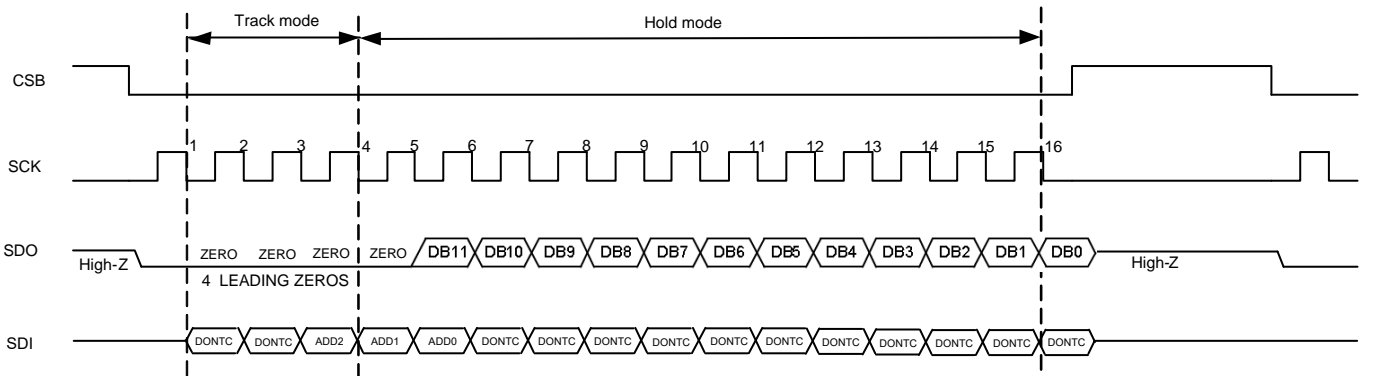 Track mode
Hold mode
CSB
SCK
1 2 3 4 5 6 7 8 9 10 11 12 13 14 15 16
SDO
High-Z
ZERO ZERO ZERO ZERO DB11 DB10 DB9 DB8 DB7 DB6 DB5 DB4 DB3 DB2 DB1 DB0
High-Z
4 LEADING ZEROS
SDI
DONTC DONTC ADD2 ADD1 ADD0 DONTC DONTC DONTC DONTC DONTC DONTC DONTC DONTC DONTC DONTC DONTC